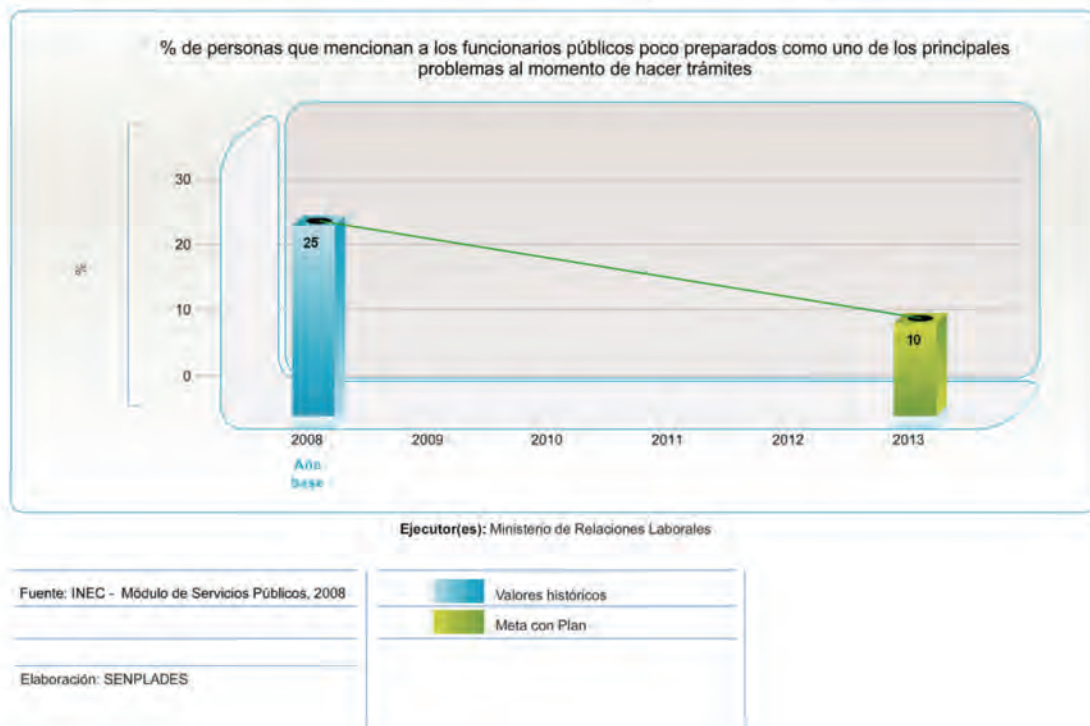 % de personas que mencionan a los funcionarios públicos poco preparados como uno de los principales
problemas al momento de hacer trámites
%
30
20
10
0
25
10
2008
2009
2010
2011
2012
2013
Año
base
Ejecutor(es): Ministerio de Relaciones Laborales
Fuente: INEC - Módulo de Servicios Públicos, 2008
Valores históricos
Meta con Plan
Elaboración: SENPLADES